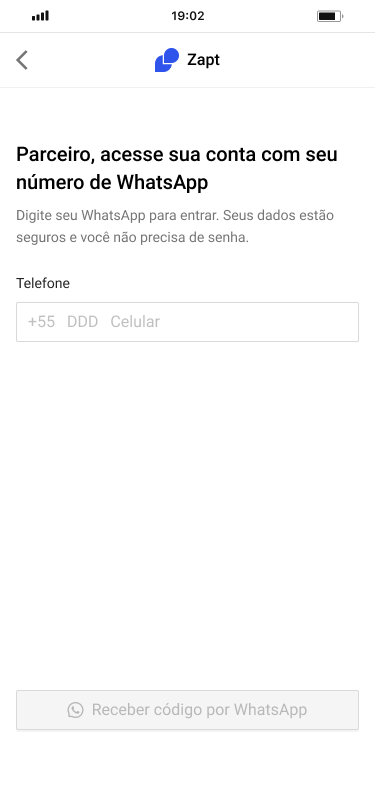 19:02
Zapt
Parceiro, acesse sua conta com seu
número de WhatsApp
Digite seu WhatsApp para entrar. Seus dados estão
seguros e você não precisa de senha.
Telefone
+55 DDD Celular
Receber código por WhatsApp